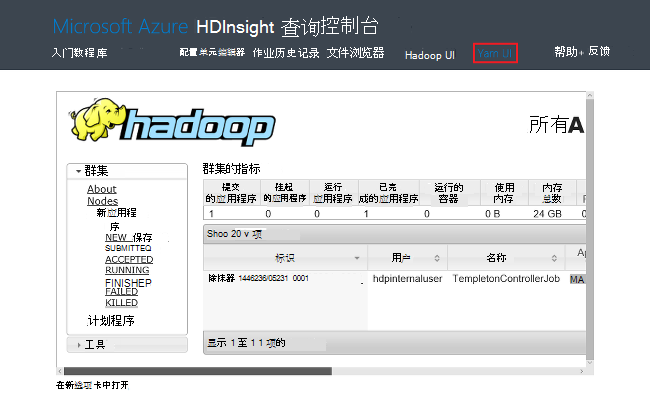 Microsoft Azure HDInsight 查询控制台
入门数程库 配置单元编辑器 作业历史记录 文件浏览器 Hadoop UI Yarn UI 帮助+ 反馈
hadoop 所有A
群集
About
Nodes
新应用程
序
NEW_保存
SUBMITTEQ
ACCEPTED
RUNNING
FINISHEP
FAILED
KILLED
计划程序
工具
群集的指标
提交 挂起 运行 已完 运行的 使用 内存
的应用程序 的应用程序 应用程序 成的应用程序 容器 内存 总数
1 0 0 1 0 0 B 24 GB 0
Shoo 20 v 项
标识 用户 名称 Ap
1446236/05231_0001 hdpinternaluser TempletonControllerJob MA
显示 1 至 1 1 项的
在新选项卡中打开